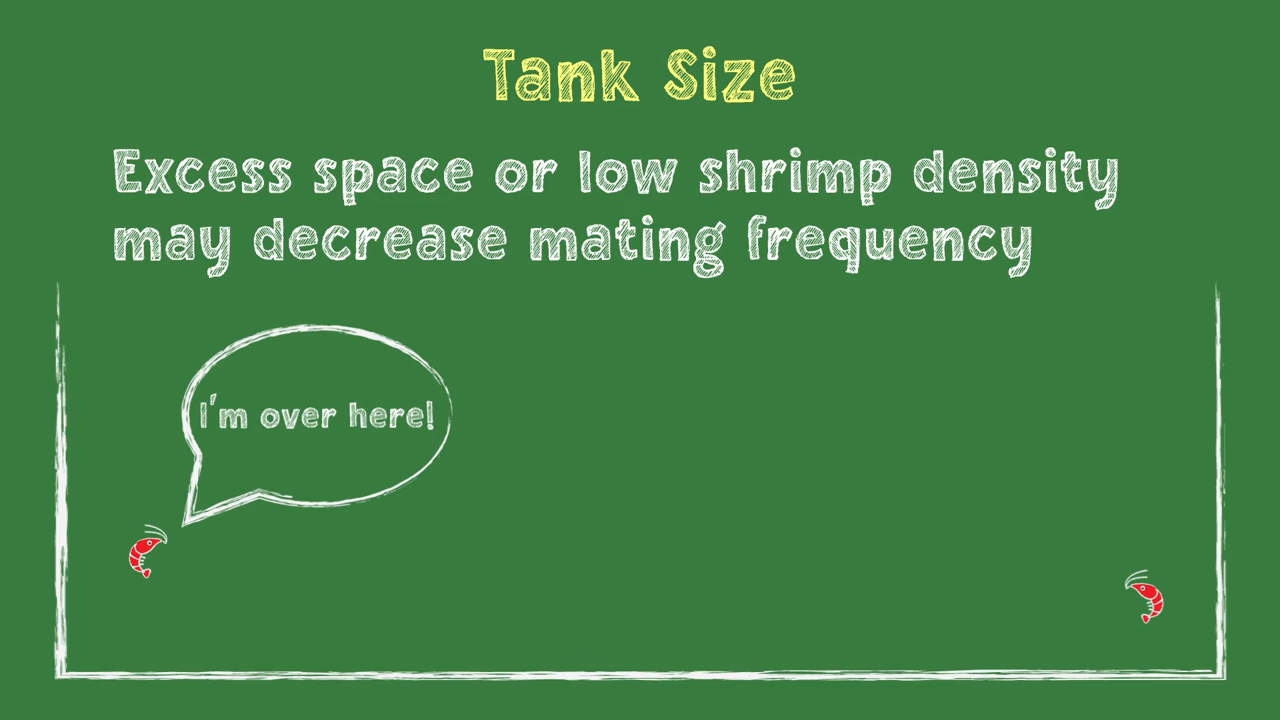 Tank Size
Excess space or low shrimp density
may decrease mating frequency
I'm over here!